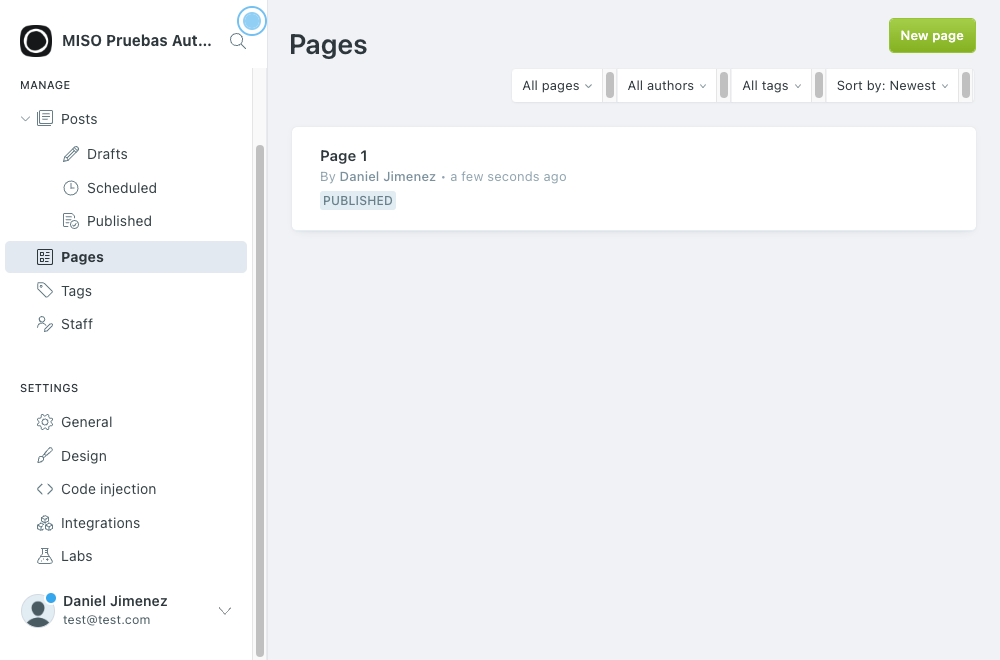 MISO Pruebas Aut...
MANAGE
Posts
Drafts
Scheduled
Published
Pages
Tags
Staff
SETTINGS
General
Design
Code injection
Integrations
Labs
Daniel Jimenez
test@test.com
Pages
New page
All pages
All authors
All tags
Sort by: Newest
Page 1
By Daniel Jimenez • a few seconds ago
PUBLISHED